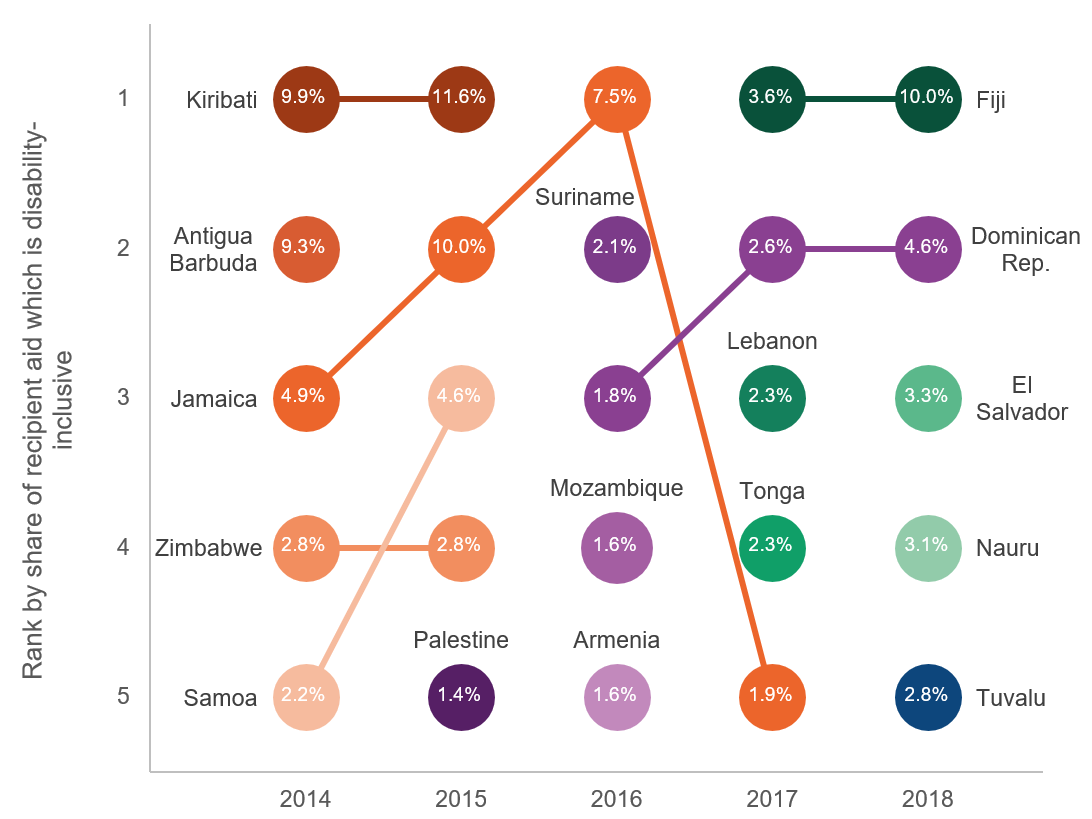 Rank by share of recipient aid which is disability-
inclusive
1
Kiribati
9.9%
11.6%
7.5%
3.6%
10.0%
Fiji
Suriname
2
Antigua
Barbuda
9.3%
10.0%
2.1%
2.6%
4.6%
Dominican
Rep.
Lebanon
3
Jamaica
4.9%
4.6%
1.8%
2.3%
3.3%
El
Salvador
Mozambique
Tonga
4
Zimbabwe
2.8%
2.8%
1.6%
2.3%
3.1%
Nauru
Palestine
Armenia
5
Samoa
2.2%
1.4%
1.6%
1.9%
2.8%
Tuvalu
2014
2015
2016
2017
2018